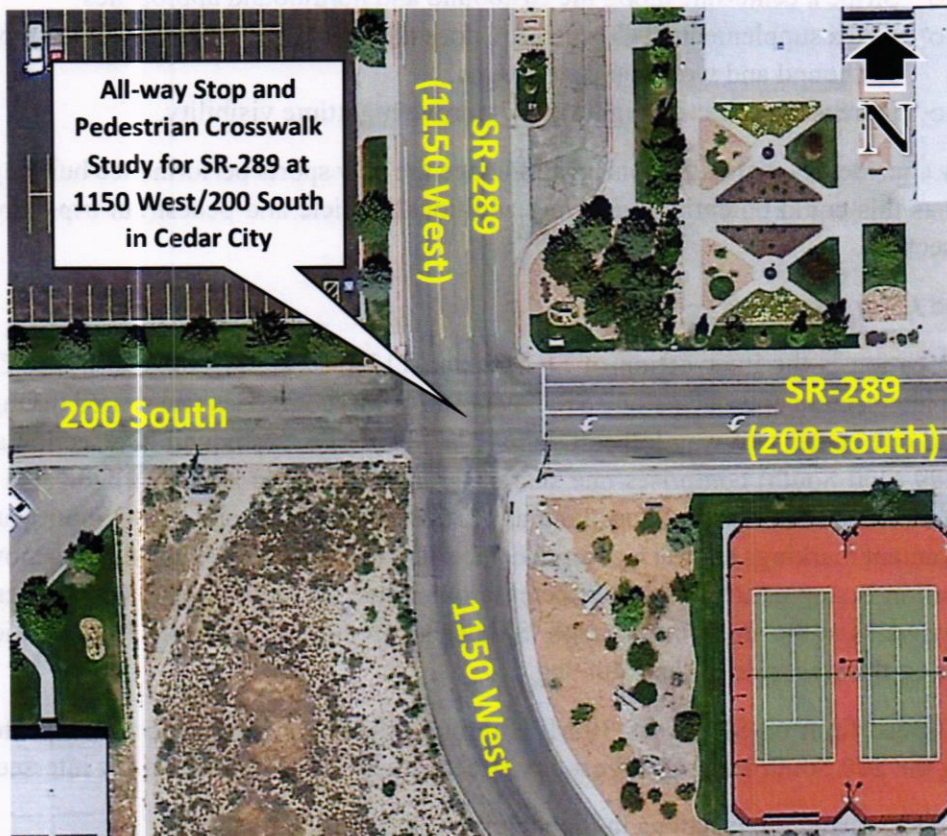 All-way Stop and
Pedestrian Crosswalk
Study for SR-289 at
1150 West/200 South
in Cedar City
SR-289
(1150 West)
N
200 South
SR-289
(200 South)
1150 West